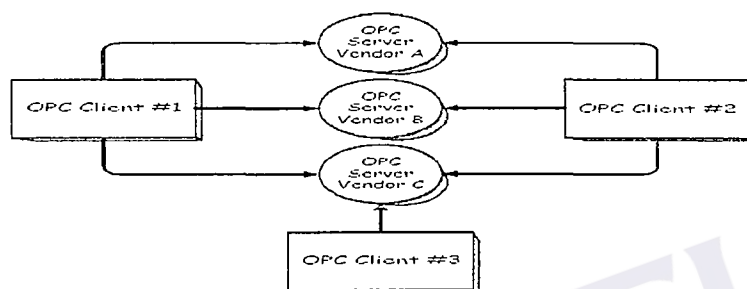 OPC
Server
Vendor A
OPC Client #1
OPC
Server
Vendor B
OPC Client #2
OPC
Server
Vendor C
OPC Client #3